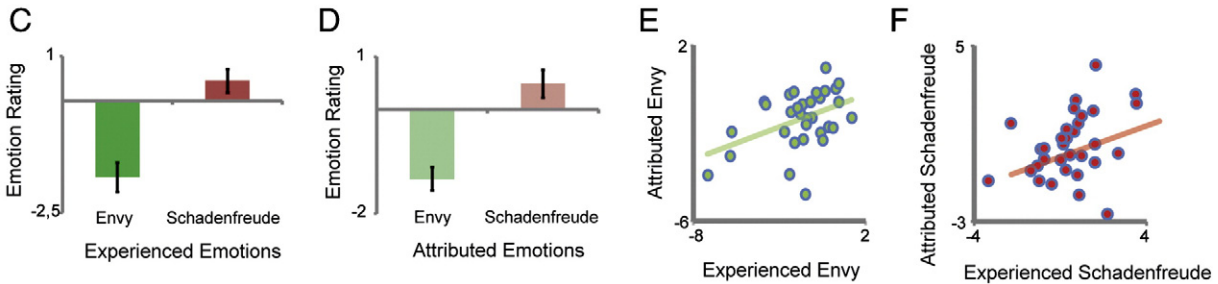 C
1
Emotion Rating
-2,5
Envy
Schadenfreude
Experienced Emotions
D
1
Emotion Rating
-2
Envy
Schadenfreude
Attributed Emotions
E
2
Attributed Envy
-6
-8
2
Experienced Envy
F
5
Attributed Schadenfreude
-3
-4
4
Experienced Schadenfreude